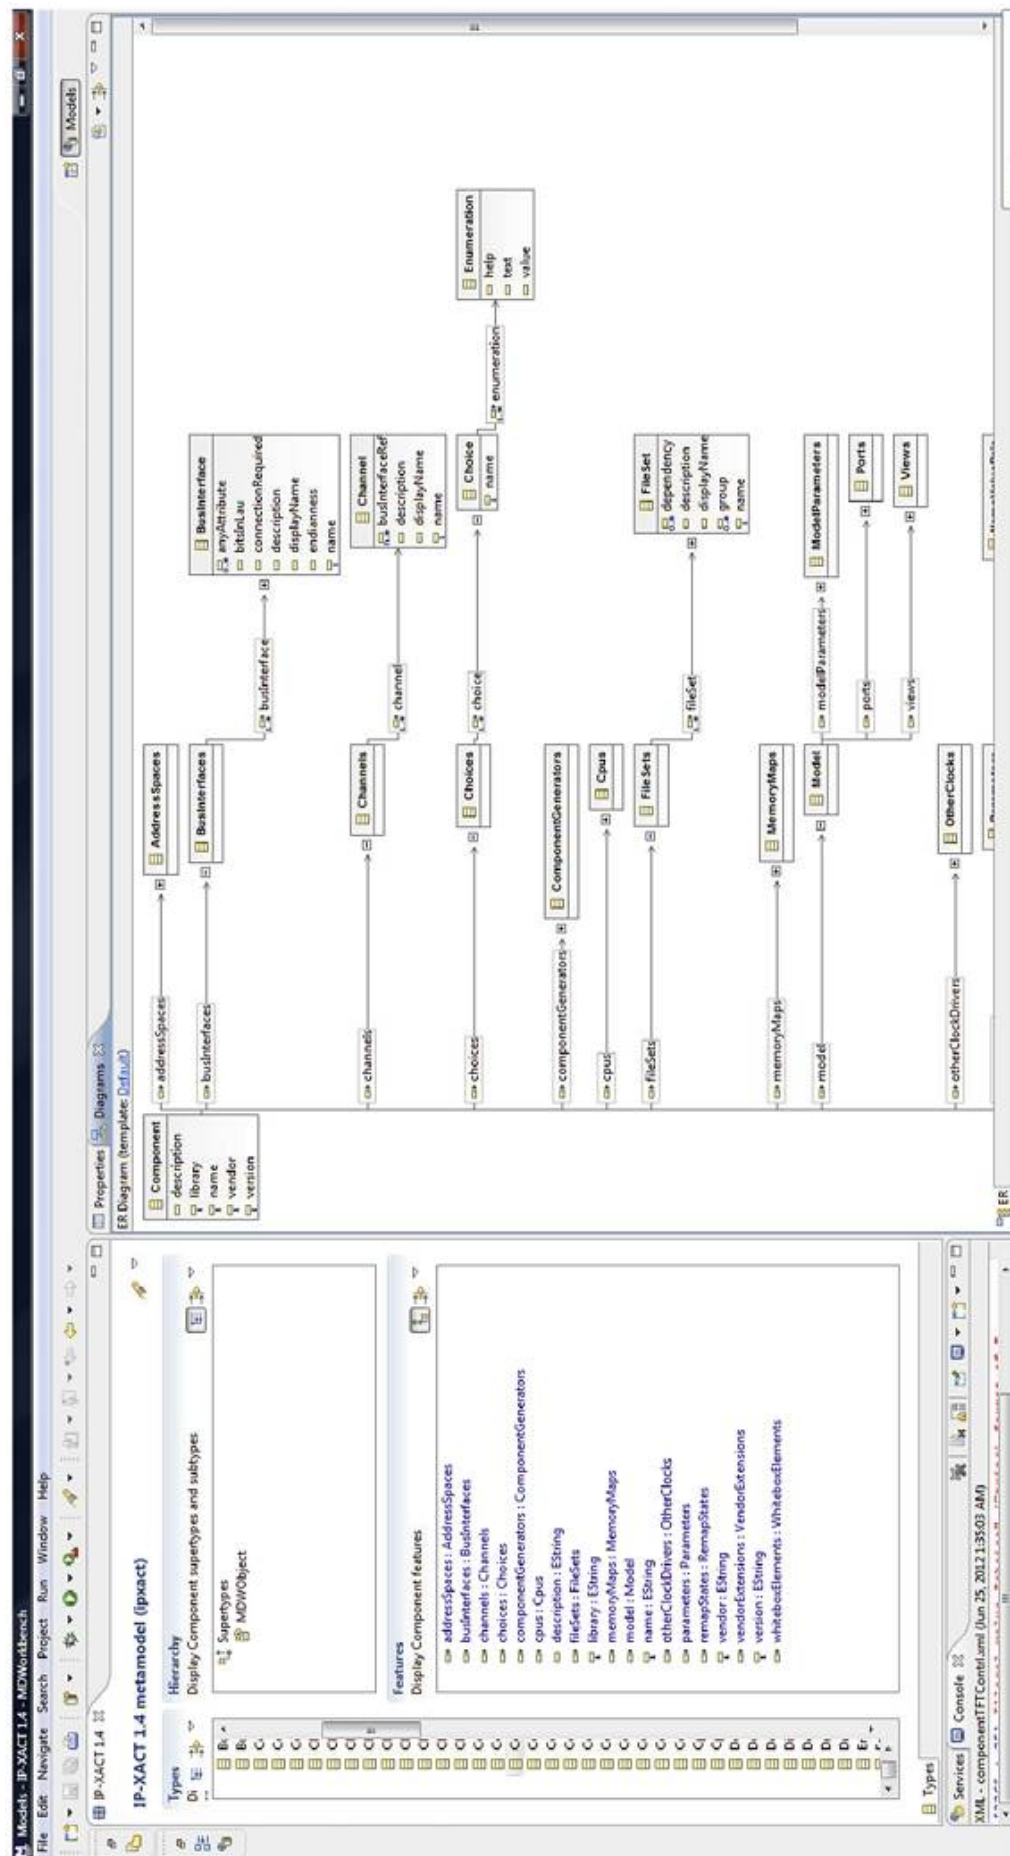 Models - IP-XACT 1.4 - MDWorkbench
File Edit Navigate Search Project Run Window Help
Models
IP-XACT 1.4
IP-XACT 1.4 metamodel (ipxact)
Types
Di
Hierarchy
Display Component supertypes and subtypes
Supertypes
MDWObject
Features
Display Component features
addressSpaces : AddressSpaces
busInterfaces : BusInterfaces
channels : Channels
choices : Choices
componentGenerators : ComponentGenerators
cpus : Cpus
description : EString
fileSets : FileSets
library : EString
memoryMaps : MemoryMaps
model : Model
name : EString
otherClockDrivers : OtherClocks
parameters : Parameters
remapStates : RemapStates
vendor : EString
vendorExtensions : VendorExtensions
version : EString
whiteboxElements : WhiteboxElements
Types
Services
Console
XML - componentTFTContrl.xml (Jun 25, 2012 1:35:03 AM)
Properties
Diagrams
ER Diagram (template: Default)
Component
description
library
name
vendor
version
addressSpaces
AddressSpaces
busInterfaces
BusInterfaces
busInterface
BusInterface
anyAttribute
bitsInLau
connectionRequired
description
displayName
endianness
name
channels
Channels
channel
Channel
busInterfaceRef
description
displayName
name
choices
Choices
choice
Choice
name
enumeration
Enumeration
help
text
value
componentGenerators
ComponentGenerators
cpus
Cpus
fileSets
FileSets
fileSet
FileSet
dependency
description
displayName
group
name
memoryMaps
MemoryMaps
model
Model
modelParameters
ModelParameters
ports
Ports
views
Views
otherClockDrivers
OtherClocks
ER